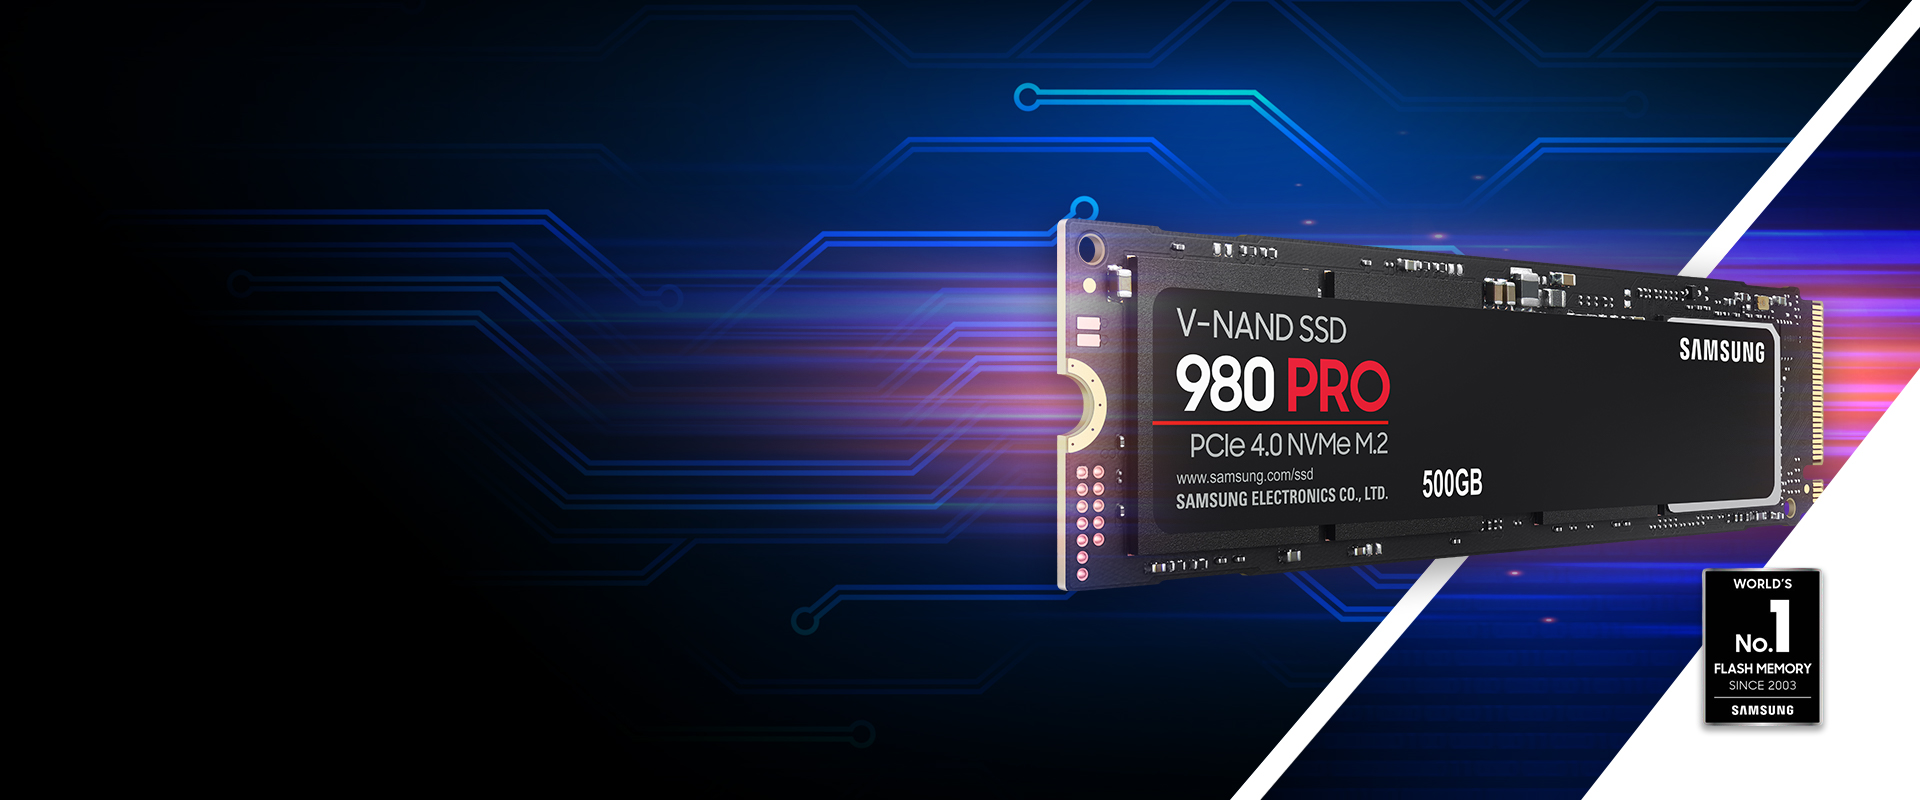 V-NAND SSD
980 PRO
PCIe 4.0 NVMe M.2
www.samsung.com/ssd
SAMSUNG ELECTRONICS CO., LTD.
500GB
SAMSUNG
WORLD'S
No.1
FLASH MEMORY
SINCE 2003
SAMSUNG